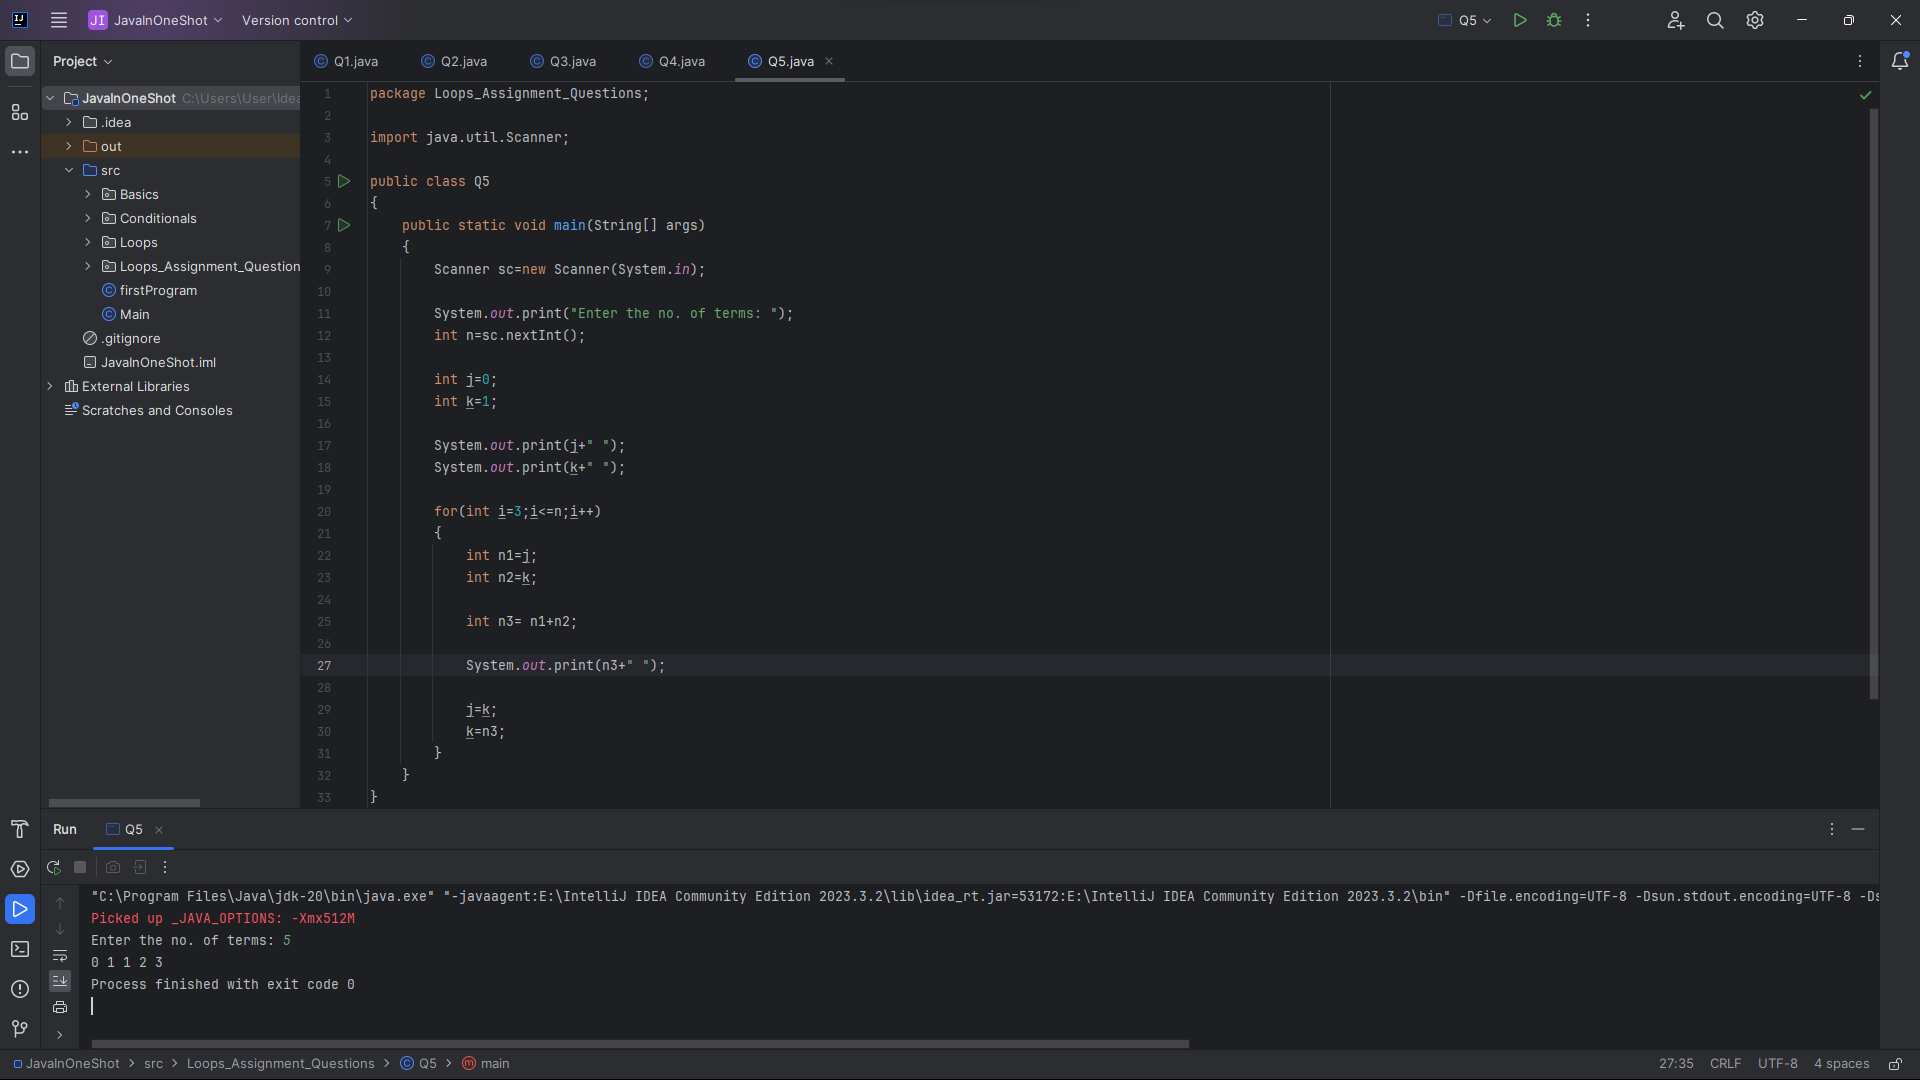 JI JavaInOneShot Version control Q5
Project
Q1.java Q2.java Q3.java Q4.java Q5.java
JavaInOneShot C:\Users\User\Idea
.idea
out
src
Basics
Conditionals
Loops
Loops_Assignment_Question
firstProgram
Main
.gitignore
JavaInOneShot.iml
External Libraries
Scratches and Consoles
1 package Loops_Assignment_Questions;
2
3 import java.util.Scanner;
4
5 public class Q5
6 {
7 public static void main(String[] args)
8 {
9 Scanner sc=new Scanner(System.in);
10
11 System.out.print("Enter the no. of terms: ");
12 int n=sc.nextInt();
13
14 int j=0;
15 int k=1;
16
17 System.out.print(j+" ");
18 System.out.print(k+" ");
19
20 for(int i=3;i<=n;i++)
21 {
22 int n1=j;
23 int n2=k;
24
25 int n3= n1+n2;
26
27 System.out.print(n3+" ");
28
29 j=k;
30 k=n3;
31 }
32 }
33 }
Run Q5
"C:\Program Files\Java\jdk-20\bin\java.exe" "-javaagent:E:\IntelliJ IDEA Community Edition 2023.3.2\lib\idea_rt.jar=53172:E:\IntelliJ IDEA Community Edition 2023.3.2\bin" -Dfile.encoding=UTF-8 -Dsun.stdout.encoding=UTF-8 -Ds
Picked up _JAVA_OPTIONS: -Xmx512M
Enter the no. of terms: 5
0 1 1 2 3
Process finished with exit code 0
JavaInOneShot > src > Loops_Assignment_Questions > Q5 > main 27:35 CRLF UTF-8 4 spaces